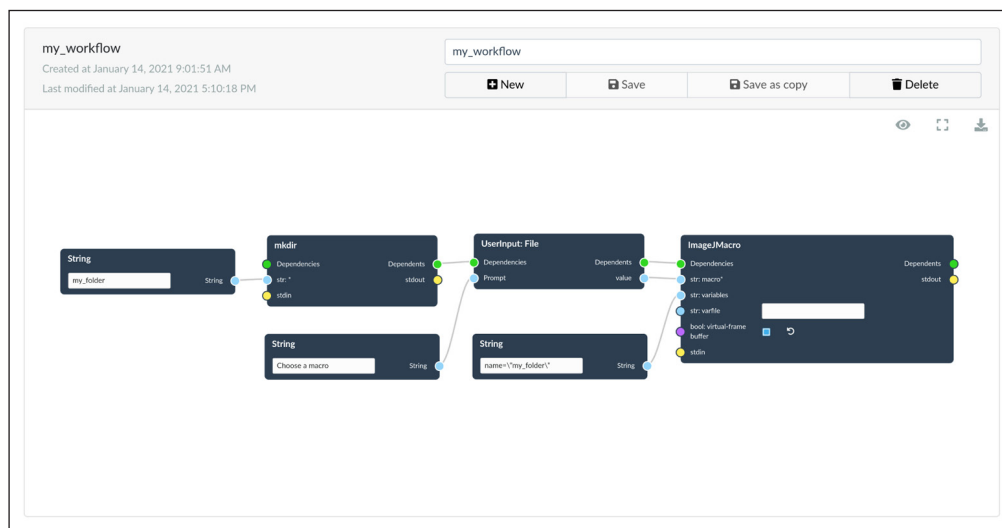 my_workflow
Created at January 14, 2021 9:01:51 AM
Last modified at January 14, 2021 5:10:18 PM
my_workflow
New
Save
Save as copy
Delete
String
my_folder
String
mkdir
Dependencies
Dependents
str: *
stdout
stdin
String
Choose a macro
String
UserInput: File
Dependencies
Dependents
Prompt
value
String
name=\"my_folder\"
String
ImageJMacro
Dependencies
Dependents
str: macro*
stdout
str: variables
str: varfile
bool: virtual-frame
buffer
stdin